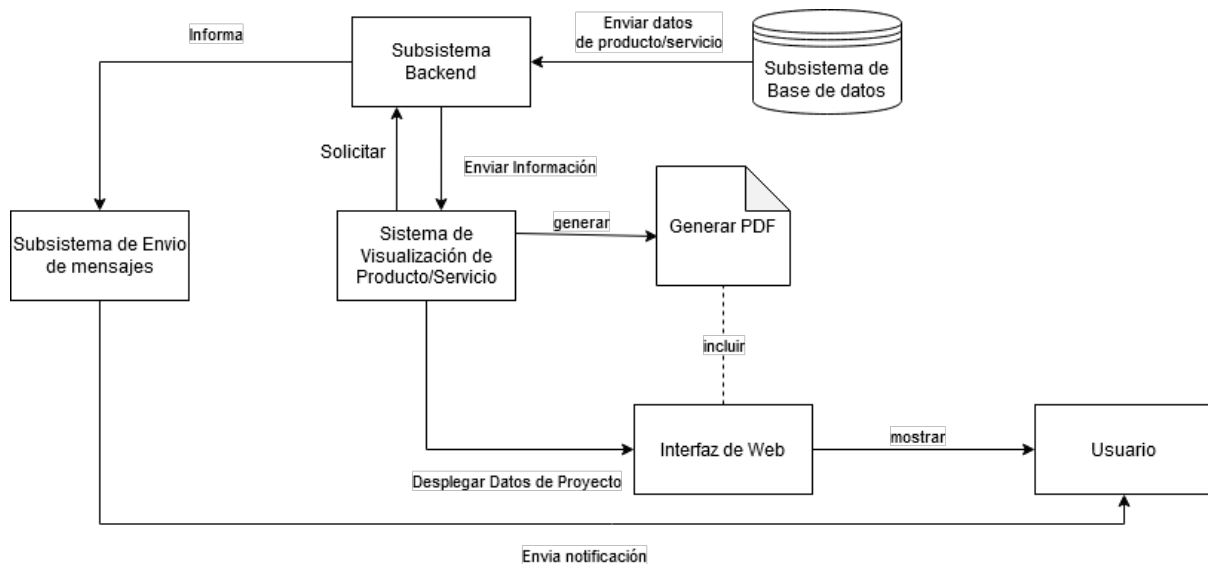 Informa
Subsistema
Backend
Enviar datos
de producto/servicio
Subsistema de
Base de datos
Solicitar
Enviar Información
Subsistema de Envio
de mensajes
Sistema de
Visualización de
Producto/Servicio
generar
Generar PDF
incluir
Interfaz de Web
mostrar
Usuario
Desplegar Datos de Proyecto
Envia notificación